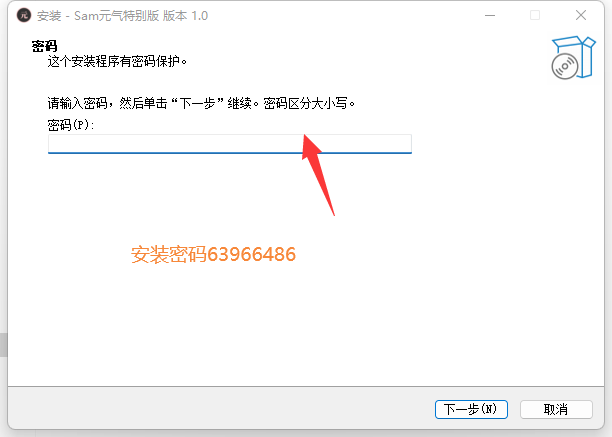 安装 - Sam元气特别版 版本 1.0
密码
这个安装程序有密码保护。
请输入密码，然后单击“下一步”继续。密码区分大小写。
密码(P):
安装密码63966486
下一步(N)
取消